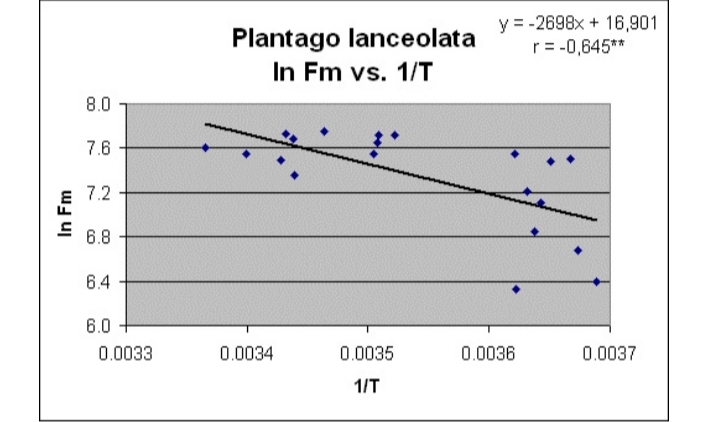 Plantago lanceolata
ln Fm vs. 1/T
y = -2698x + 16,901
r = -0,645**
ln Fm
8.0
7.6
7.2
6.8
6.4
6.0
0.0033 0.0034 0.0035 0.0036 0.0037
1/T